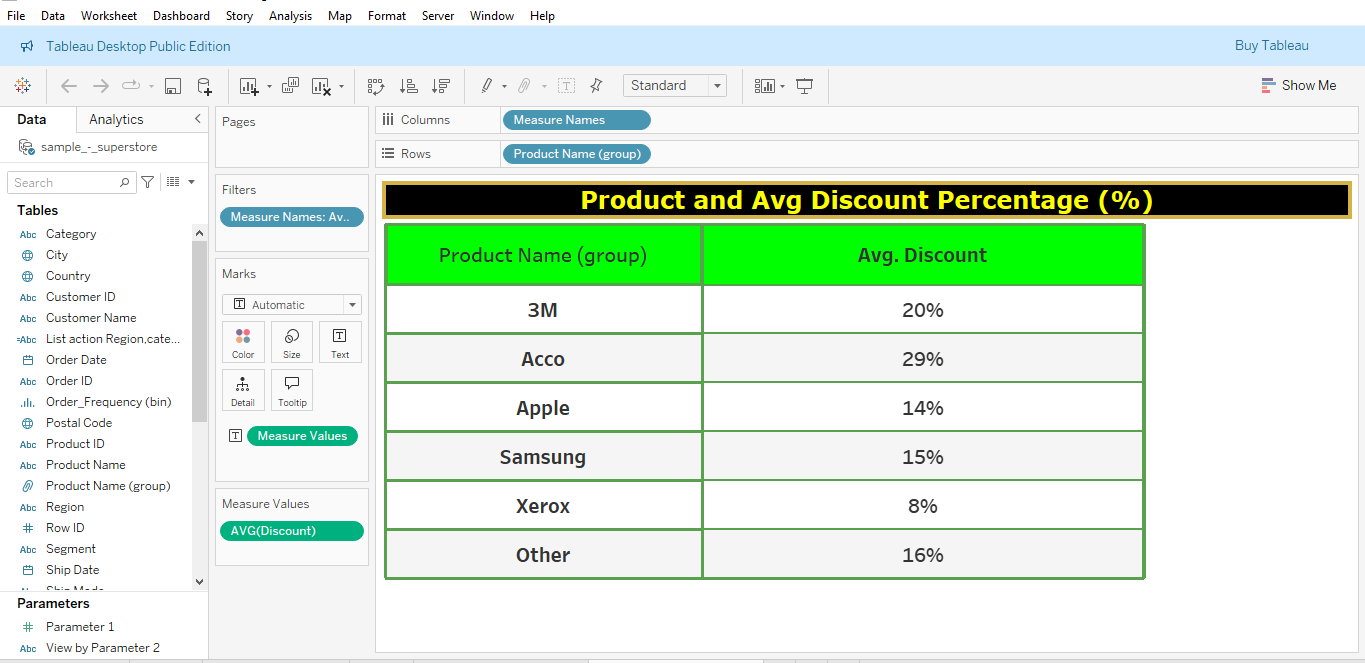 File Data Worksheet Dashboard Story Analysis Map Format Server Window Help
Tableau Desktop Public Edition Buy Tableau
Standard Show Me
Data Analytics
sample_-_superstore
Search
Tables
Abc Category
City
Country
Abc Customer ID
Abc Customer Name
=Abc List action Region,cate...
Order Date
Abc Order ID
Order_Frequency (bin)
Postal Code
Abc Product ID
Abc Product Name
Product Name (group)
Abc Region
# Row ID
Abc Segment
Ship Date
Parameters
# Parameter 1
Abc View by Parameter 2
Pages
Filters
Measure Names: Av..
Marks
T Automatic
Color Size T Text
Detail Tooltip
T Measure Values
Measure Values
AVG(Discount)
Columns Measure Names
Rows Product Name (group)
Product and Avg Discount Percentage (%)
Product Name (group) Avg. Discount
3M 20%
Acco 29%
Apple 14%
Samsung 15%
Xerox 8%
Other 16%